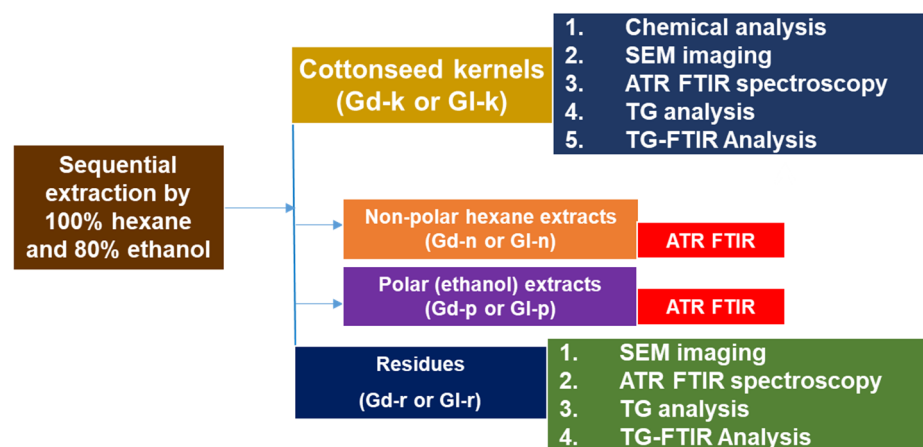 Sequential
extraction by
100% hexane
and 80% ethanol
Cottonseed kernels
(Gd-k or Gl-k)
1. Chemical analysis
2. SEM imaging
3. ATR FTIR spectroscopy
4. TG analysis
5. TG-FTIR Analysis
Non-polar hexane extracts
(Gd-n or Gl-n)
ATR FTIR
Polar (ethanol) extracts
(Gd-p or Gl-p)
ATR FTIR
Residues
(Gd-r or Gl-r)
1. SEM imaging
2. ATR FTIR spectroscopy
3. TG analysis
4. TG-FTIR Analysis